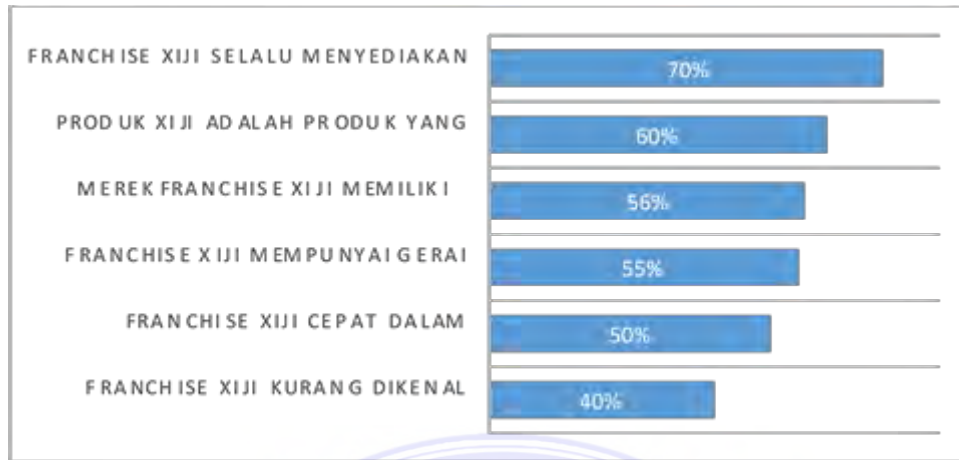 FRANCHISE XIJI SELALU MENYEDIAKAN
70%
PRODUK XIJI ADALAH PRODUK YANG
60%
MEREK FRANCHISE XIJI MEMILIKI
56%
FRANCHISE XIJI MEMPUNYAI GERAI
55%
FRANCHISE XIJI CEPAT DALAM
50%
FRANCHISE XIJI KURANG DIKENAL
40%